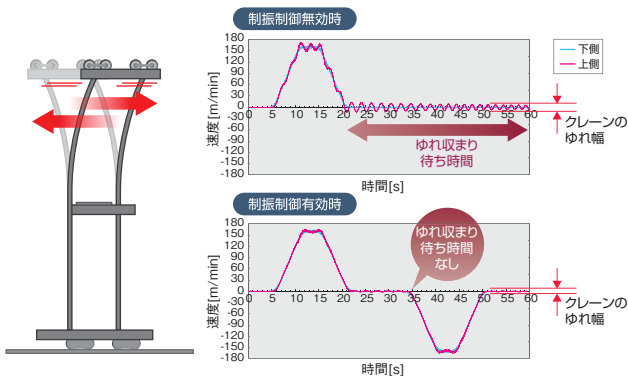 制振制御無効時
下側
上側
速度[m/min]
180
150
120
90
60
30
0
-30
-60
-90
-120
-150
-180
0 5 10 15 20 25 30 35 40 45 50 55 60
時間[s]
ゆれ収まり
待ち時間
クレーンの
ゆれ幅
制振制御有効時
速度[m/min]
180
150
120
90
60
30
0
-30
-60
-90
-120
-150
-180
0 5 10 15 20 25 30 35 40 45 50 55 60
時間[s]
ゆれ収まり
待ち時間
なし
クレーンの
ゆれ幅